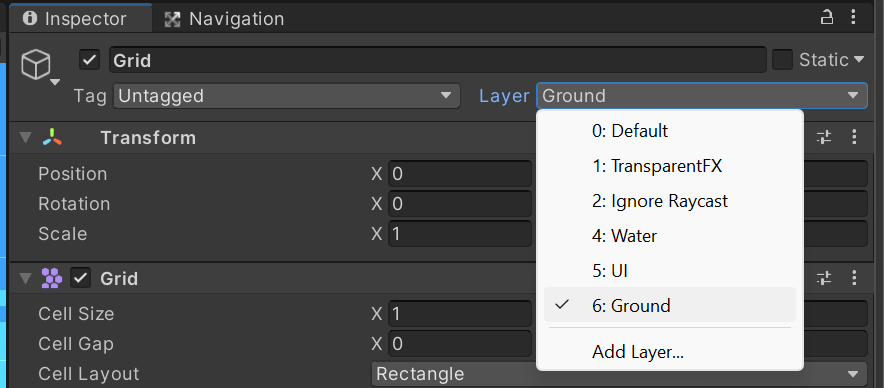 Inspector Navigation
Grid Static
Tag Untagged Layer Ground
0: Default
1: TransparentFX
2: Ignore Raycast
4: Water
5: UI
6: Ground
Add Layer...
Transform
Position X 0
Rotation X 0
Scale X 1
Grid
Cell Size X 1
Cell Gap X 0
Cell Layout Rectangle